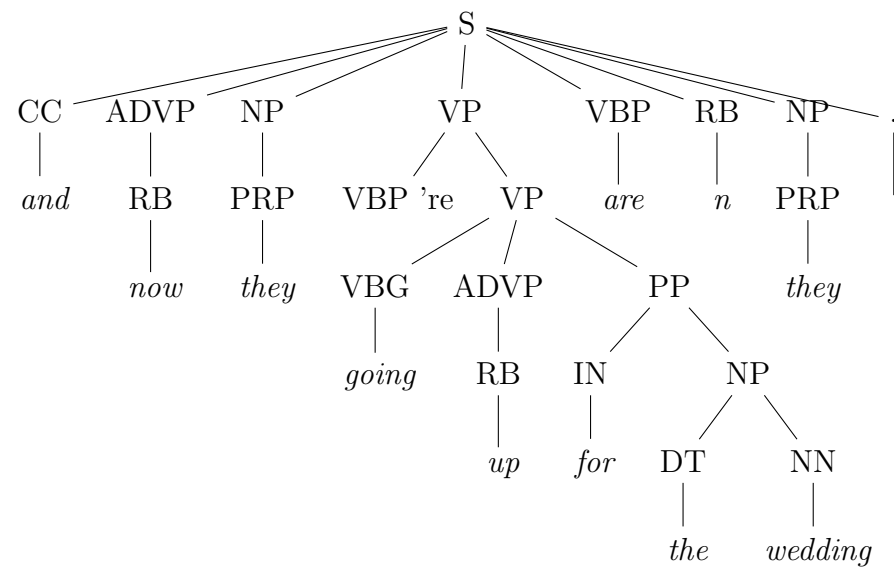 S
CC ADVP NP VP VBP RB NP .
and RB PRP VBP 're VP are n PRP
now they VBG ADVP PP they
going RB IN NP
up for DT NN
the wedding